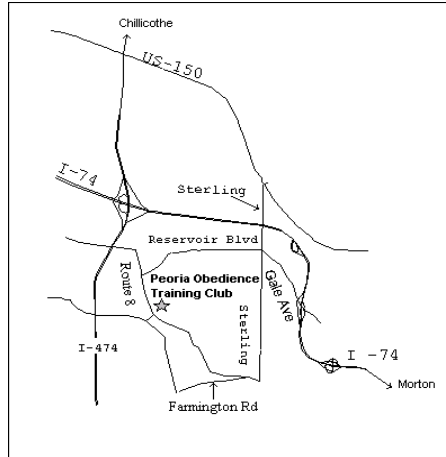 Chillicothe
US-150
I-74
Sterling
Reservoir Blvd
Route 8
Peoria Obedience
Training Club
Gale Ave
Sterling
I-474
I -74
Morton
Farmington Rd